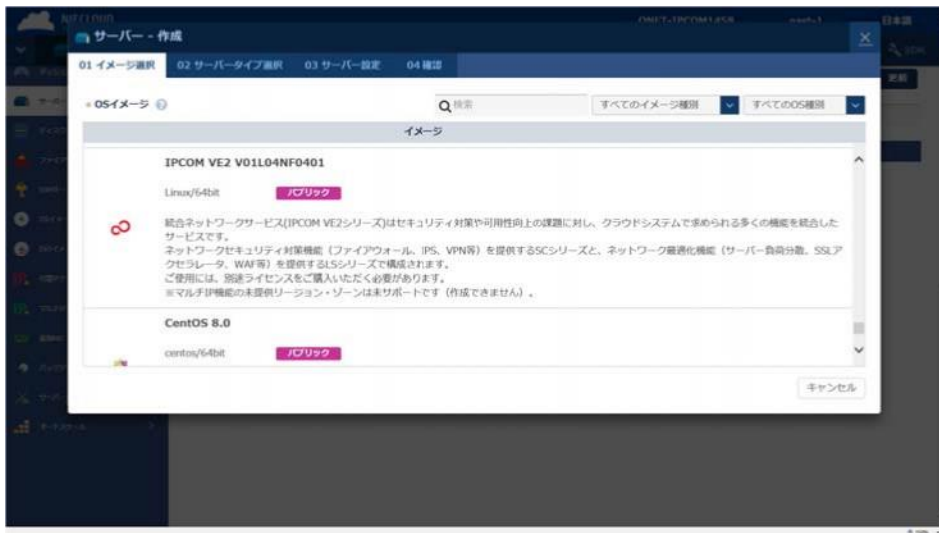 日本語
サーバー - 作成
01 イメージ選択 02 サーバータイプ選択 03 サーバー設定 04 確認
OSイメージ
検索 すべてのイメージ種別 すべてのOS種別
イメージ
IPCOM VE2 V01L04NF0401
Linux/64bit パブリック
統合ネットワークサービス(IPCOM VE2シリーズ)はセキュリティ対策や可用性向上の課題に対し、クラウドシステムで求められる多くの機能を統合した
サービスです。
ネットワークセキュリティ対策機能（ファイアウォール、IPS、VPN等）を提供するSCシリーズと、ネットワーク最適化機能（サーバー負荷分散、SSLア
クセラレータ、WAF等）を提供するLSシリーズで構成されます。
ご使用には、別途ライセンスをご購入いただく必要があります。
※マルチIP機能の未提供リージョン・ゾーンは未サポートです（作成できません）。
CentOS 8.0
centos/64bit パブリック
キャンセル